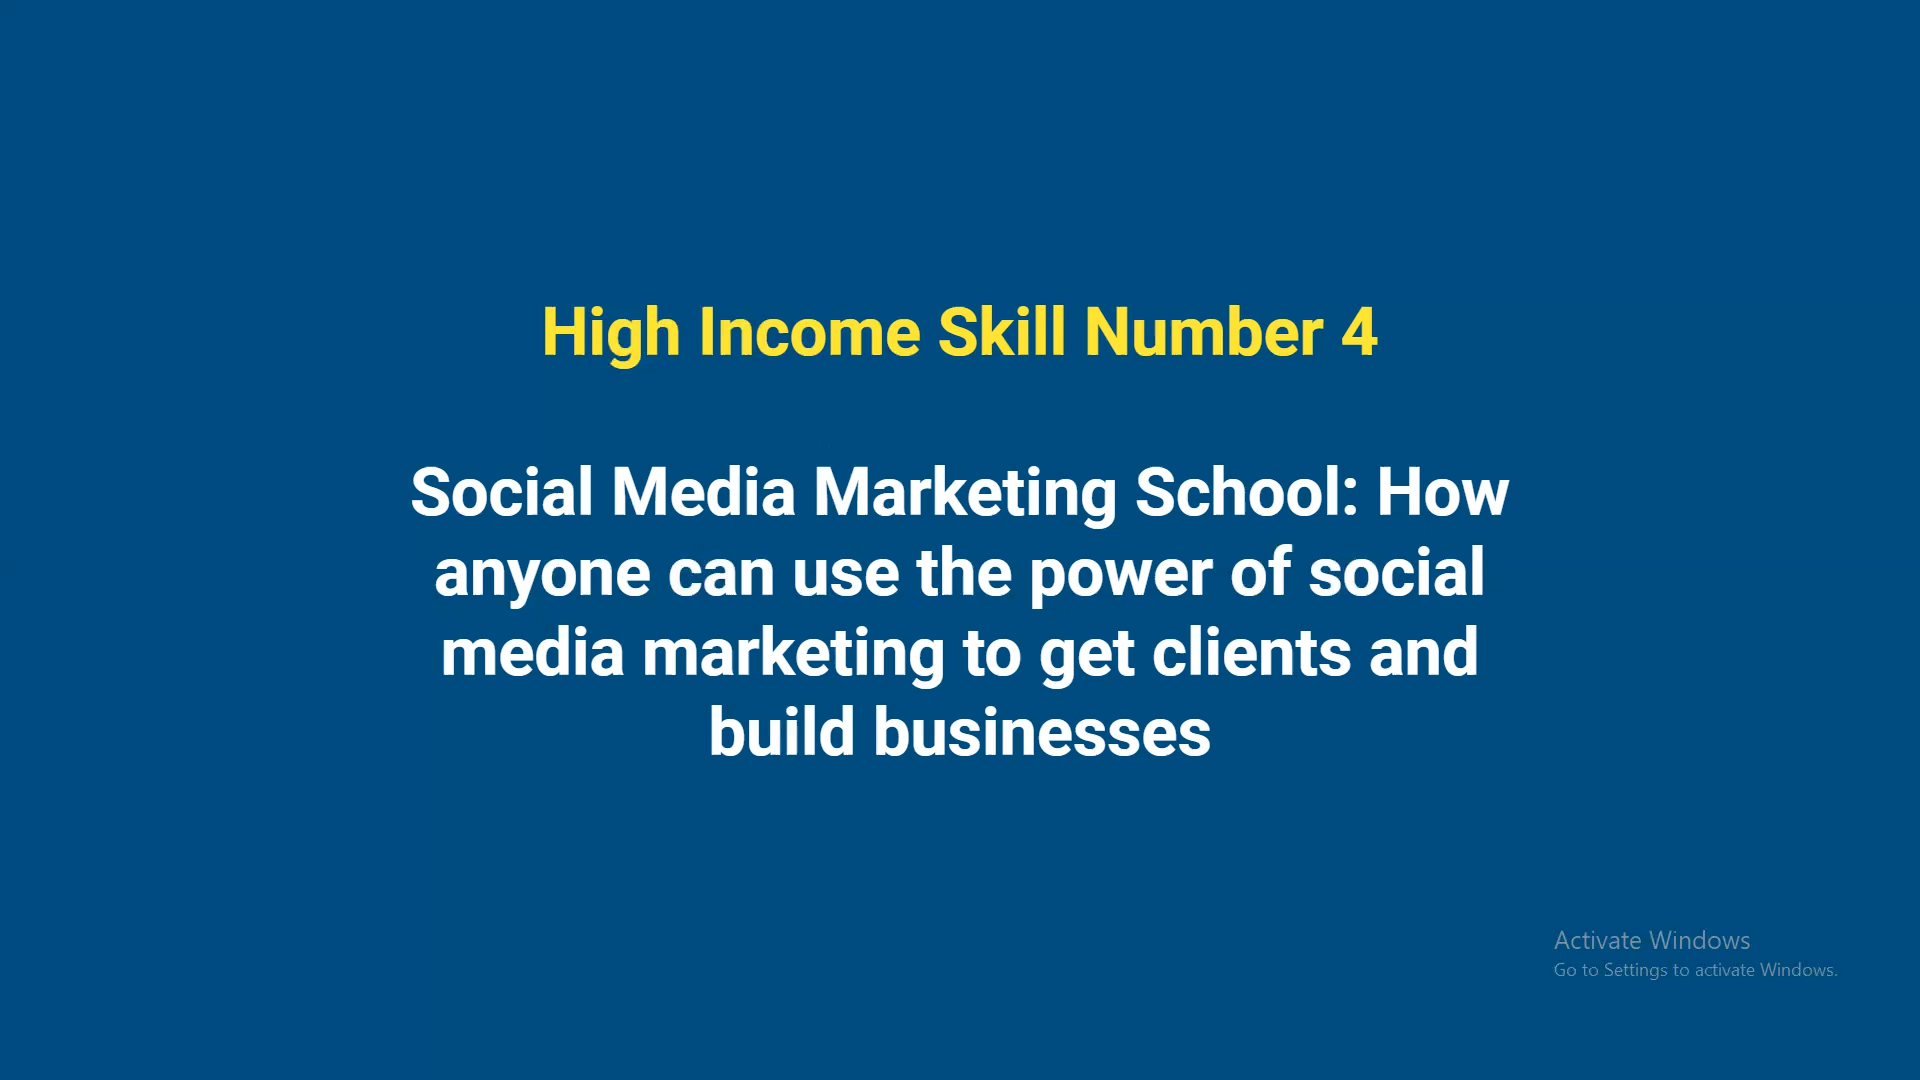 High Income Skill Number 4
Social Media Marketing School: How
anyone can use the power of social
media marketing to get clients and
build businesses
Activate Windows
Go to Settings to activate Windows.